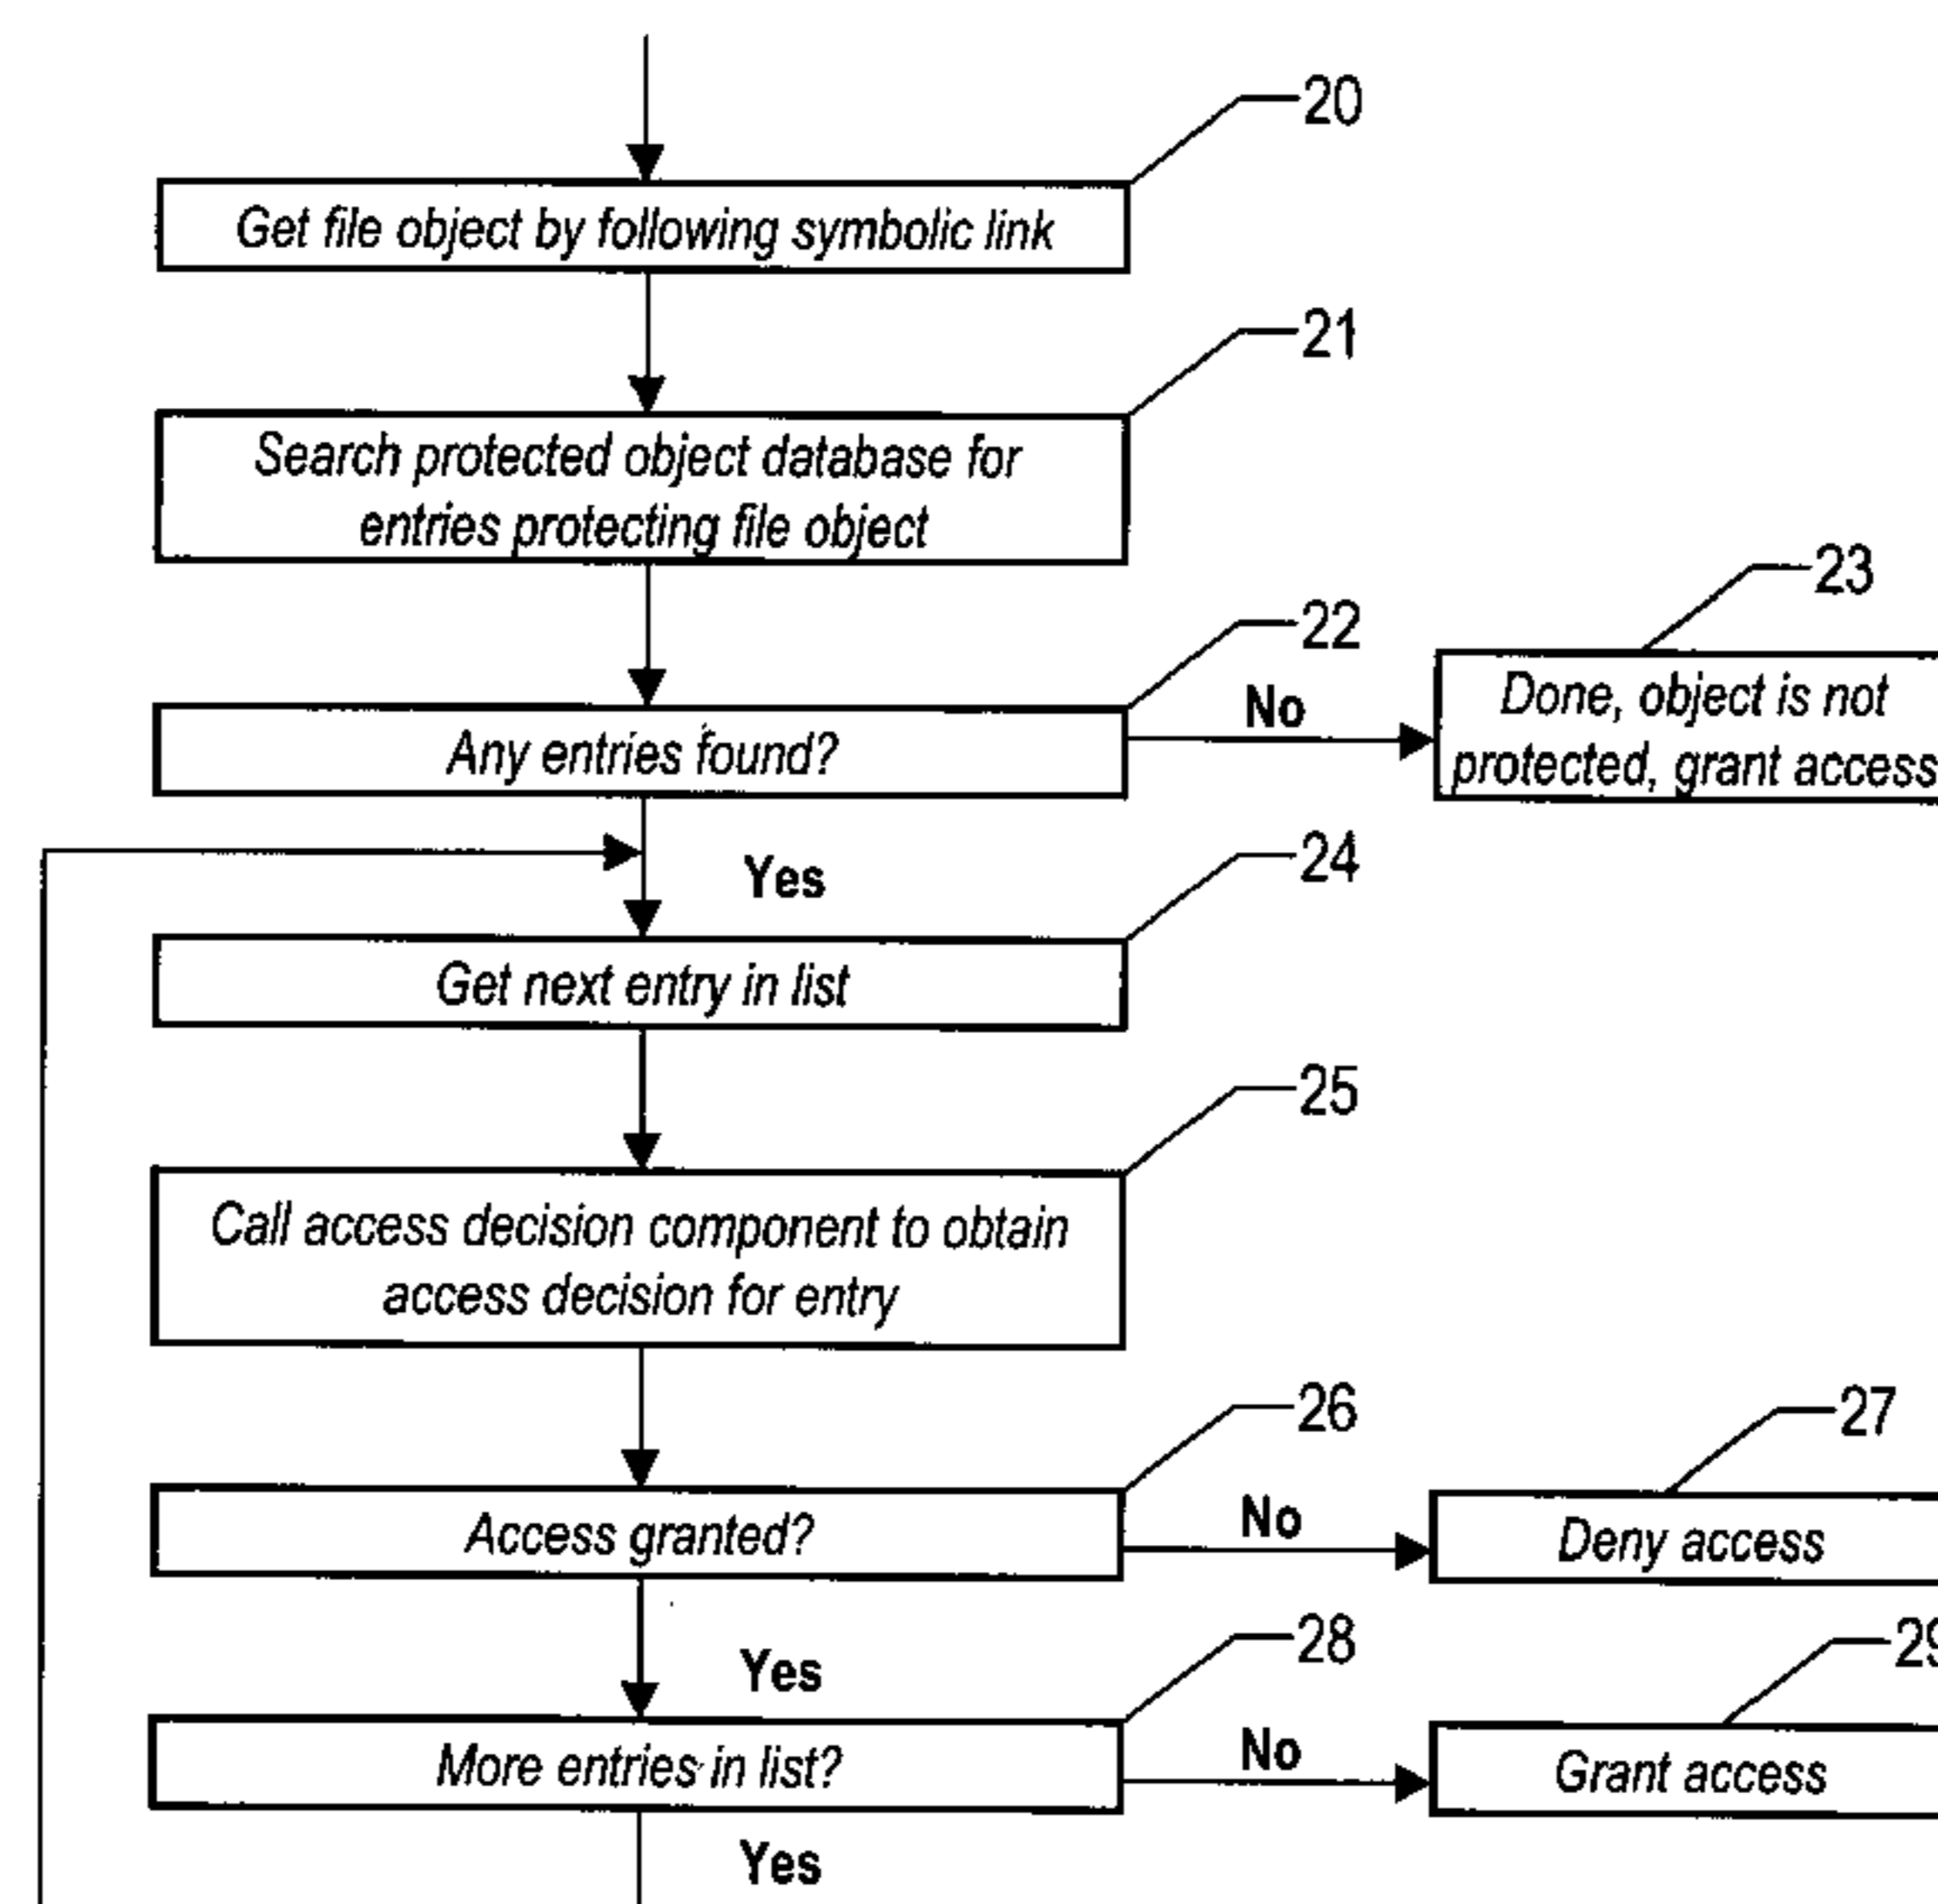 20
Get file object by following symbolic link
21
Search protected object database for
entries protecting file object
22
Any entries found?
No
23
Done, object is not
protected, grant access
Yes
24
Get next entry in list
25
Call access decision component to obtain
access decision for entry
26
Access granted?
No
27
Deny access
Yes
28
More entries in list?
No
29
Grant access
Yes